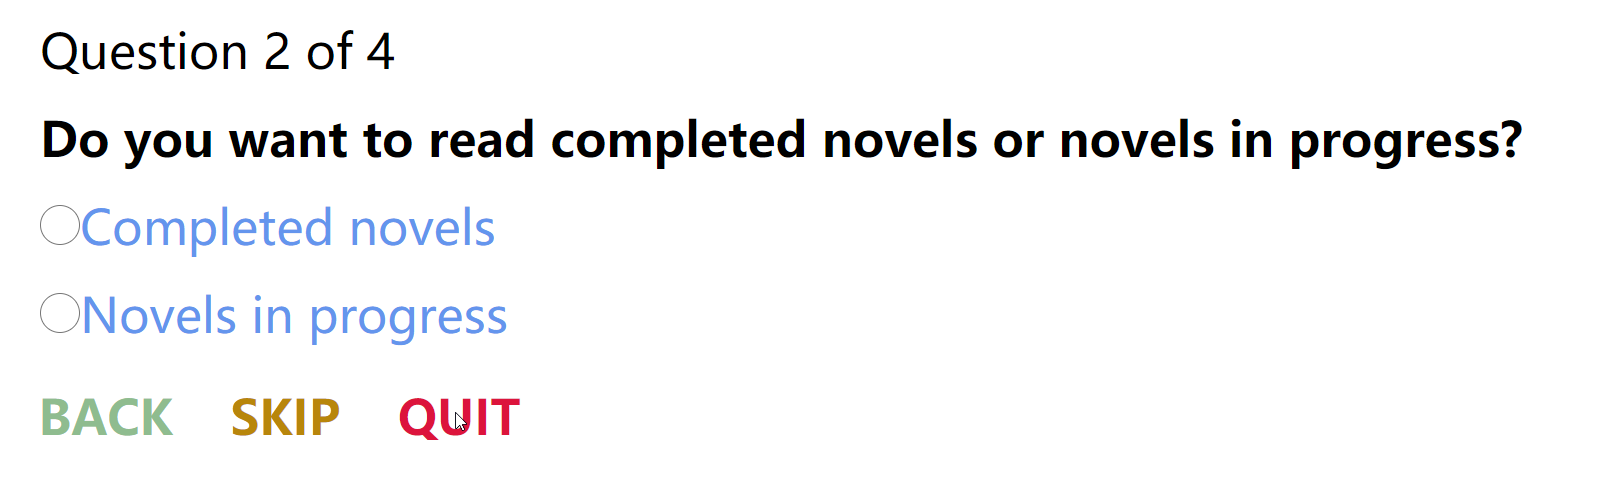 Question 2 of 4
Do you want to read completed novels or novels in progress?
Completed novels
Novels in progress
BACK SKIP QUIT